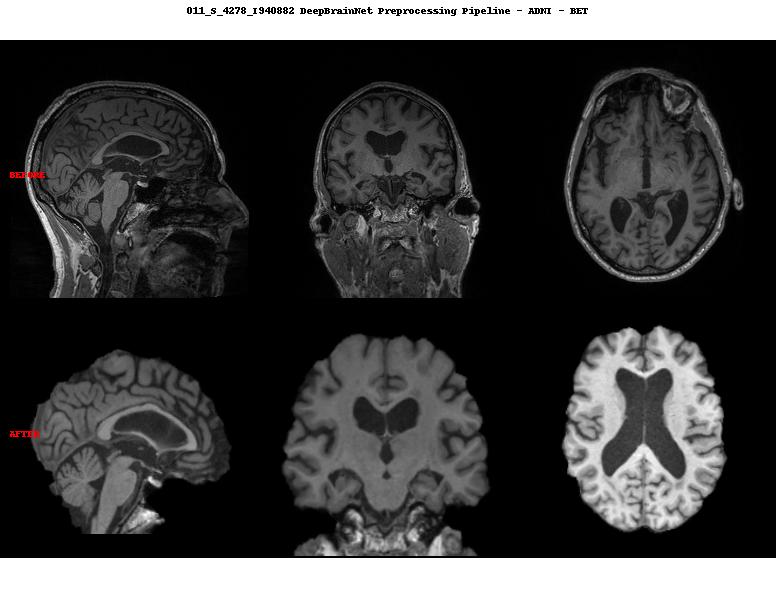 011_S_4278_I940882 DeepBrainNet Preprocessing Pipeline - ADNI - BET
BEFORE
AFTER